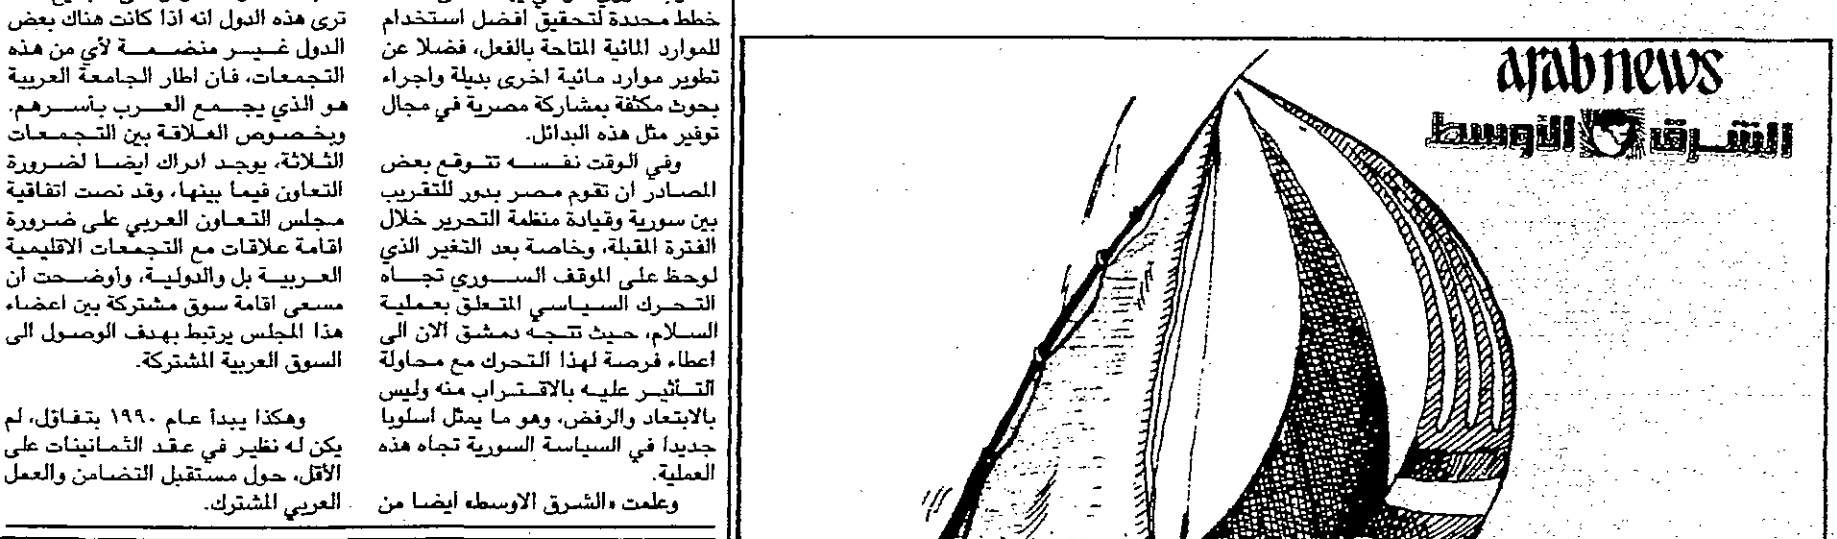 خطط محددة لتحقيق افضل استخدام
للموارد المائية المتاحة بالفعل، فضلا عن
تطوير موارد مائية اخرى بديلة واجراء
بحوث مكثفة بمشاركة مصرية في مجال
توفير مثل هذه البدائل.
وفي الوقت نفسه تتوقع بعض
المصادر ان تقوم مصر بدور للتقريب
بين سورية وقيادة منظمة التحرير خلال
الفترة المقبلة، وخاصة بعد التغير الذي
لوحظ على الموقف السوري تجاه
التحرك السياسي المتعلق بعملية
السلام، حيث تتجه دمشق الآن الى
اعطاء فرصة لهذا التحرك مع محاولة
التأثير عليه بالاقتراب منه وليس
بالابتعاد والرفض، وهو ما يمثل اسلوبا
جديدا في السياسة السورية تجاه هذه
العملية.
وعلمت «الشرق الاوسط» ايضا من
ترى هذه الدول انه اذا كانت هناك بعض
الدول غير منضمة لأي من هذه
التجمعات، فان اطار الجامعة العربية
هو الذي يجمع العرب بأسرهم.
وبخصوص العلاقة بين التجمعات
الثلاثة، يوجد ادراك ايضا لضرورة
التعاون فيما بينها، وقد نصت اتفاقية
مجلس التعاون العربي على ضرورة
اقامة علاقات مع التجمعات الاقليمية
العربية بل والدولية، وأوضحت أن
مسعى اقامة سوق مشتركة بين اعضاء
هذا المجلس يرتبط بهدف الوصول الى
السوق العربية المشتركة.
وهكذا يبدأ عام ١٩٩٠ بتفاؤل، لم
يكن له نظير في عقد الثمانينات على
الأقل، حول مستقبل التضامن والعمل
العربي المشترك.
arab news
الشرق الأوسط